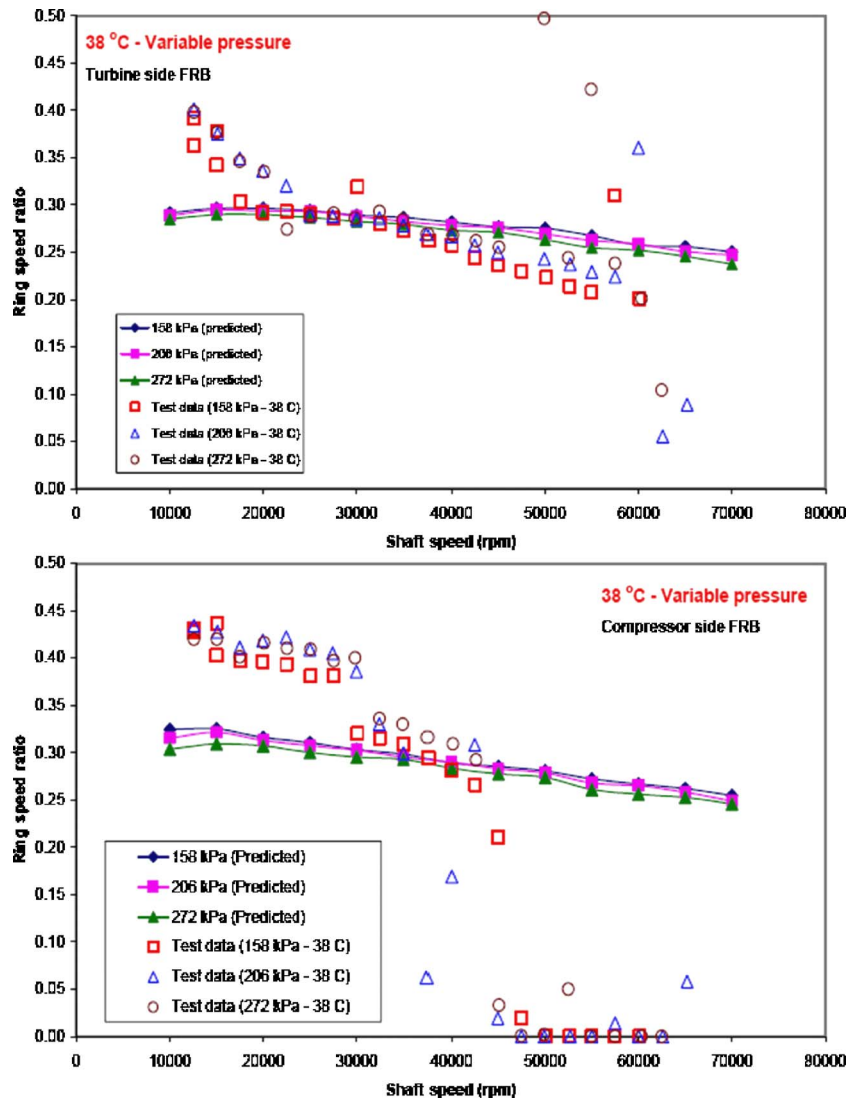 0.50
0.45
0.40
0.35
0.30
0.25
0.20
0.15
0.10
0.05
0.00
Ring speed ratio
38 °C - Variable pressure
Turbine side FRB
158 kPa (predicted)
206 kPa (predicted)
272 kPa (predicted)
Test data (158 kPa - 38 C)
Test data (206 kPa - 38 C)
Test data (272 kPa - 38 C)
0 10000 20000 30000 40000 50000 60000 70000 80000
Shaft speed (rpm)
0.50
0.45
0.40
0.35
0.30
0.25
0.20
0.15
0.10
0.05
0.00
Ring speed ratio
38 °C - Variable pressure
Compressor side FRB
158 kPa (Predicted)
206 kPa (Predicted)
272 kPa (Predicted)
Test data (158 kPa - 38 C)
Test data (206 kPa - 38 C)
Test data (272 kPa - 38 C)
0 10000 20000 30000 40000 50000 60000 70000 80000
Shaft speed (rpm)